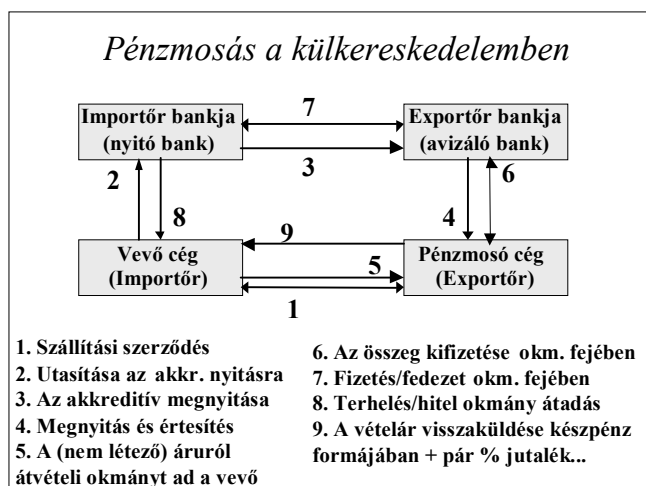 Pénzmosás a külkereskedelemben
Importőr bankja
(nyitó bank)
7
3
Exportőr bankja
(avizáló bank)
2
8
4
6
Vevő cég
(Importőr)
9
5
1
Pénzmosó cég
(Exportőr)
1. Szállítási szerződés
2. Utasítása az akkr. nyitásra
3. Az akkreditív megnyitása
4. Megnyitás és értesítés
5. A (nem létező) áruról
átvételi okmányt ad a vevő
6. Az összeg kifizetése okm. fejében
7. Fizetés/fedezet okm. fejében
8. Terhelés/hitel okmány átadás
9. A vételár visszaküldése készpénz
formájában + pár % jutalék...